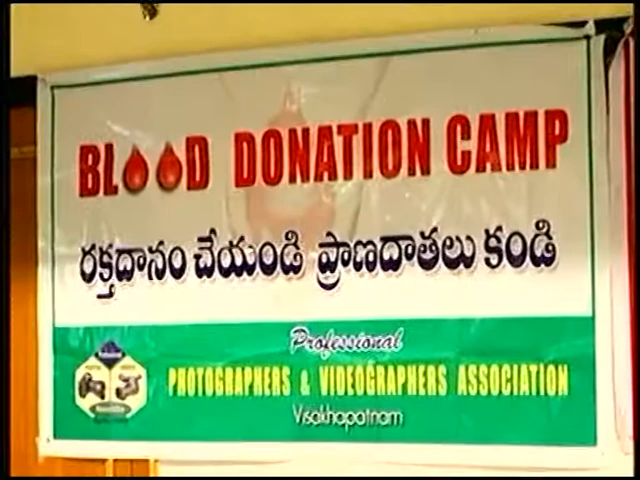 BLOOD DONATION CAMP
రక్తదానం చేయండి ప్రాణదాతలు కండి
Professional
PHOTOGRAPHERS & VIDEOGRAPHERS ASSOCIATION
Visakhapatnam